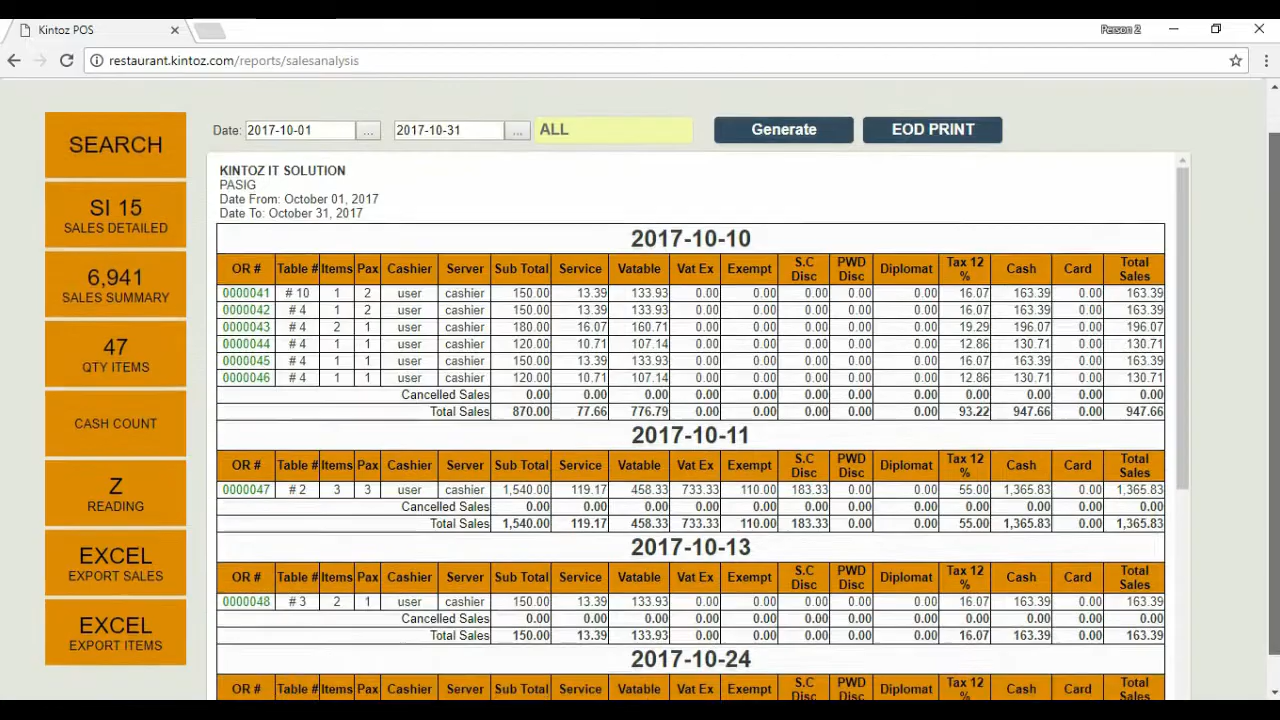 Kintoz POS
Person 2
restaurant.kintoz.com/reports/salesanalysis
SEARCH
SI 15
SALES DETAILED
6,941
SALES SUMMARY
47
QTY ITEMS
CASH COUNT
Z
READING
EXCEL
EXPORT SALES
EXCEL
EXPORT ITEMS
Date: 2017-10-01 ... 2017-10-31 ... ALL Generate EOD PRINT
KINTOZ IT SOLUTION
PASIG
Date From: October 01, 2017
Date To: October 31, 2017
2017-10-10
OR # Table # Items Pax Cashier Server Sub Total Service Vatable Vat Ex Exempt S.C Disc PWD Disc Diplomat Tax 12 % Cash Card Total Sales
0000041 # 10 1 2 user cashier 150.00 13.39 133.93 0.00 0.00 0.00 0.00 0.00 16.07 163.39 0.00 163.39
0000042 # 4 1 2 user cashier 150.00 13.39 133.93 0.00 0.00 0.00 0.00 0.00 16.07 163.39 0.00 163.39
0000043 # 4 2 1 user cashier 180.00 16.07 160.71 0.00 0.00 0.00 0.00 0.00 19.29 196.07 0.00 196.07
0000044 # 4 1 1 user cashier 120.00 10.71 107.14 0.00 0.00 0.00 0.00 0.00 12.86 130.71 0.00 130.71
0000045 # 4 1 1 user cashier 150.00 13.39 133.93 0.00 0.00 0.00 0.00 0.00 16.07 163.39 0.00 163.39
0000046 # 4 1 1 user cashier 120.00 10.71 107.14 0.00 0.00 0.00 0.00 0.00 12.86 130.71 0.00 130.71
Cancelled Sales 0.00 0.00 0.00 0.00 0.00 0.00 0.00 0.00 0.00 0.00 0.00 0.00
Total Sales 870.00 77.66 776.79 0.00 0.00 0.00 0.00 0.00 93.22 947.66 0.00 947.66
2017-10-11
OR # Table # Items Pax Cashier Server Sub Total Service Vatable Vat Ex Exempt S.C Disc PWD Disc Diplomat Tax 12 % Cash Card Total Sales
0000047 # 2 3 3 user cashier 1,540.00 119.17 458.33 733.33 110.00 183.33 0.00 0.00 55.00 1,365.83 0.00 1,365.83
Cancelled Sales 0.00 0.00 0.00 0.00 0.00 0.00 0.00 0.00 0.00 0.00 0.00 0.00
Total Sales 1,540.00 119.17 458.33 733.33 110.00 183.33 0.00 0.00 55.00 1,365.83 0.00 1,365.83
2017-10-13
OR # Table # Items Pax Cashier Server Sub Total Service Vatable Vat Ex Exempt S.C Disc PWD Disc Diplomat Tax 12 % Cash Card Total Sales
0000048 # 3 2 1 user cashier 150.00 13.39 133.93 0.00 0.00 0.00 0.00 0.00 16.07 163.39 0.00 163.39
Cancelled Sales 0.00 0.00 0.00 0.00 0.00 0.00 0.00 0.00 0.00 0.00 0.00 0.00
Total Sales 150.00 13.39 133.93 0.00 0.00 0.00 0.00 0.00 16.07 163.39 0.00 163.39
2017-10-24
OR # Table # Items Pax Cashier Server Sub Total Service Vatable Vat Ex Exempt S.C Disc PWD Disc Diplomat Tax 12 % Cash Card Total Sales